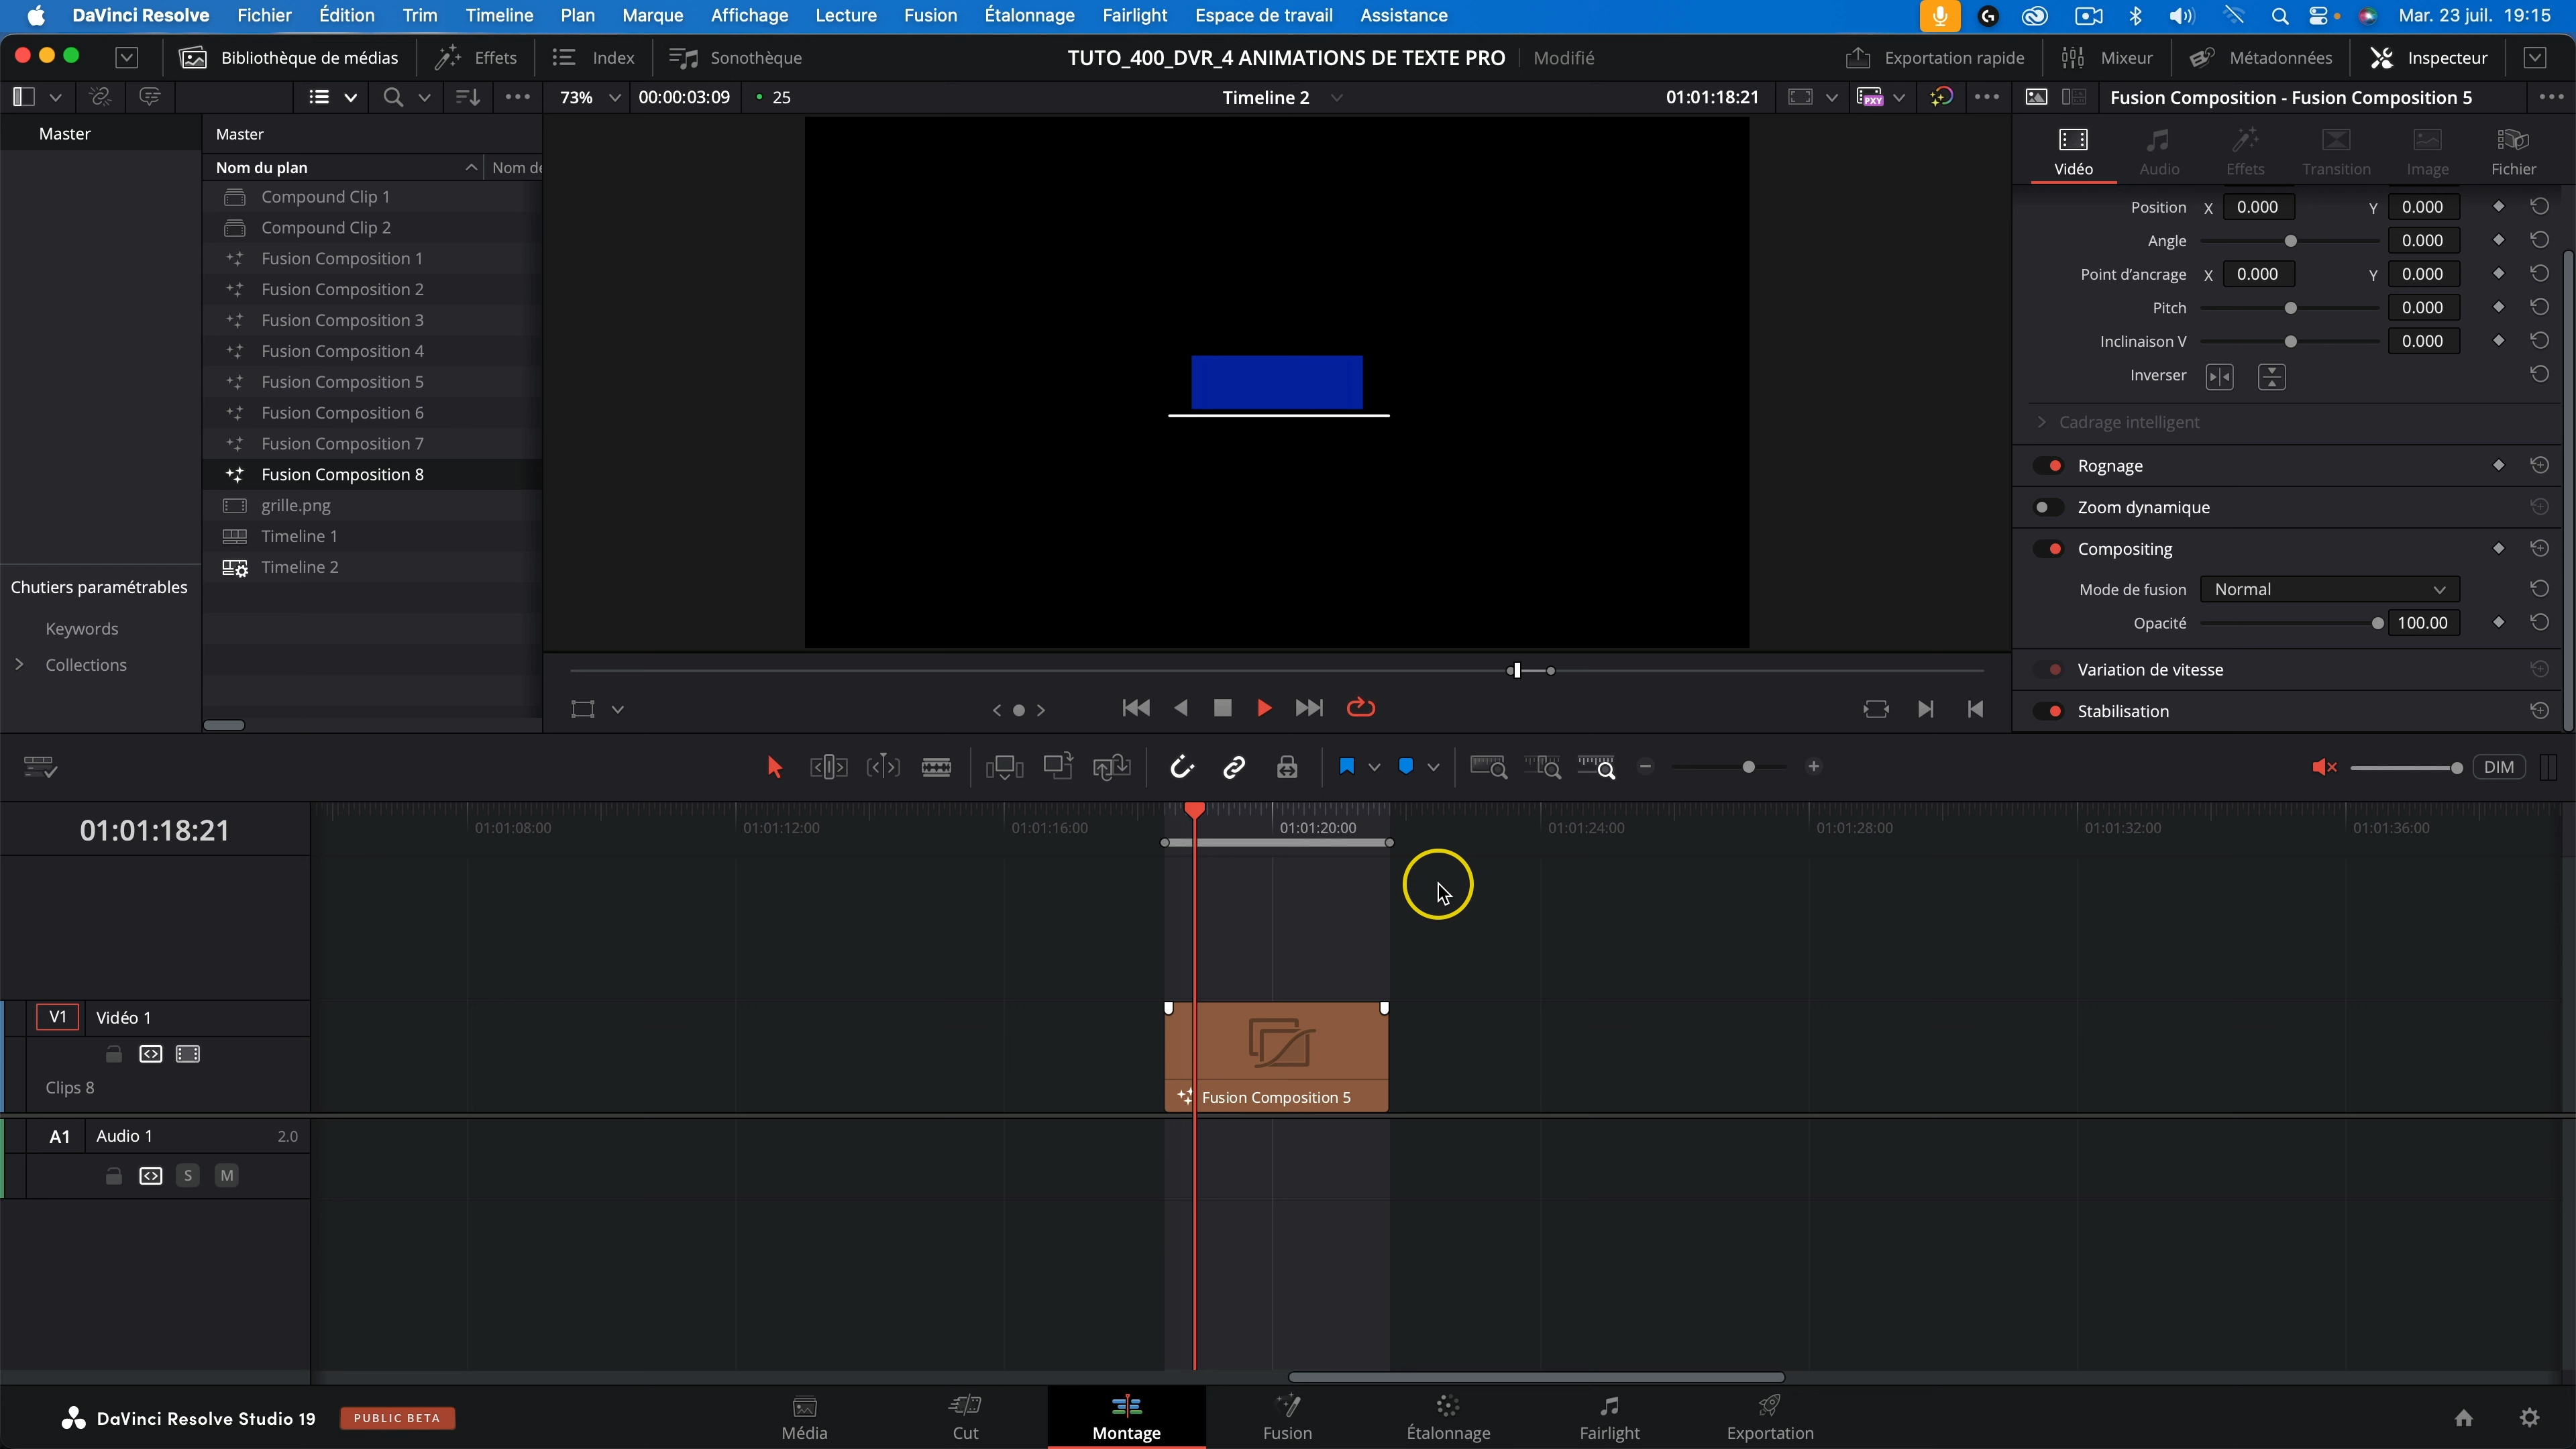 DaVinci Resolve Fichier Édition Trim Timeline Plan Marque Affichage Lecture Fusion Étalonnage Fairlight Espace de travail Assistance Mar. 23 juil. 19:15
Bibliothèque de médias Effets Index Sonothèque TUTO_400_DVR_4 ANIMATIONS DE TEXTE PRO Modifié Exportation rapide Mixeur Métadonnées Inspecteur
73% 00:00:03:09 25 Timeline 2 01:01:18:21 PXY Fusion Composition - Fusion Composition 5
Master
Master
Nom du plan Nom de
Compound Clip 1
Compound Clip 2
Fusion Composition 1
Fusion Composition 2
Fusion Composition 3
Fusion Composition 4
Fusion Composition 5
Fusion Composition 6
Fusion Composition 7
Fusion Composition 8
grille.png
Timeline 1
Timeline 2
Chutiers paramétrables
Keywords
Collections
Vidéo Audio Effets Transition Image Fichier
Position X 0.000 Y 0.000
Angle 0.000
Point d'ancrage X 0.000 Y 0.000
Pitch 0.000
Inclinaison V 0.000
Inverser
Cadrage intelligent
Rognage
Zoom dynamique
Compositing
Mode de fusion Normal
Opacité 100.00
Variation de vitesse
Stabilisation
DIM
01:01:18:21
01:01:08:00 01:01:12:00 01:01:16:00 01:01:20:00 01:01:24:00 01:01:28:00 01:01:32:00 01:01:36:00
V1 Vidéo 1
Clips 8
Fusion Composition 5
A1 Audio 1 2.0
S M
DaVinci Resolve Studio 19 PUBLIC BETA
Média Cut Montage Fusion Étalonnage Fairlight Exportation